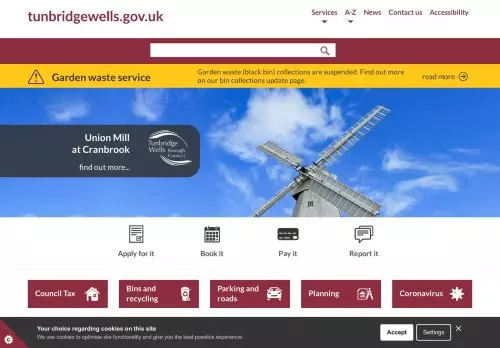 tunbridgewells.gov.uk
Services A-Z News Contact us Accessibility
Garden waste service
Garden waste (black bin) collections are suspended. Find out more
on our bin collections update page.
read more
Union Mill
at Cranbrook
find out more...
Tunbridge
Wells Borough
Council
Apply for it Book it Pay it Report it
Council Tax
Bins and
recycling
Parking and
roads
Planning
Coronavirus
Your choice regarding cookies on this site
We use cookies to optimise site functionality and give you the best possible experience.
Accept Settings